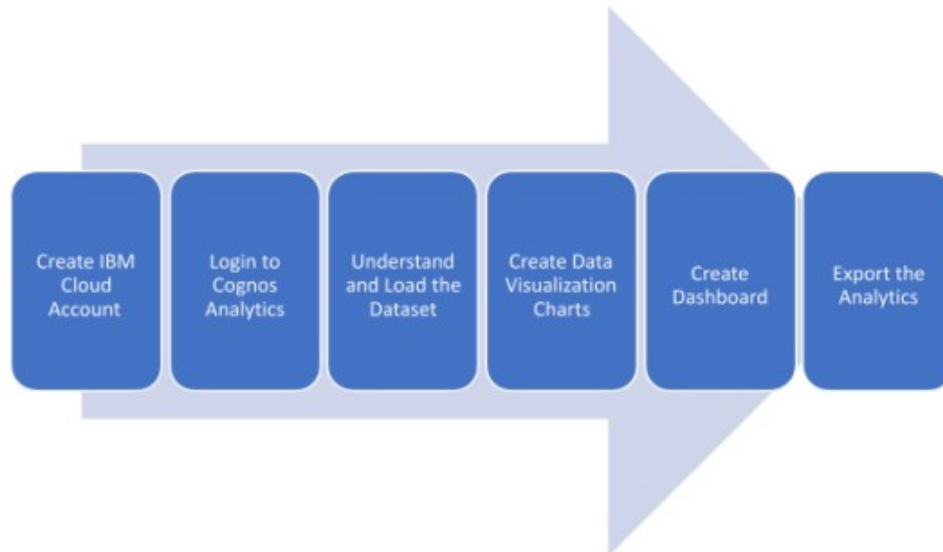 Create IBM
Cloud
Account
Login to
Cognos
Analytics
Understand
and Load the
Dataset
Create Data
Visualization
Charts
Create
Dashboard
Export the
Analytics